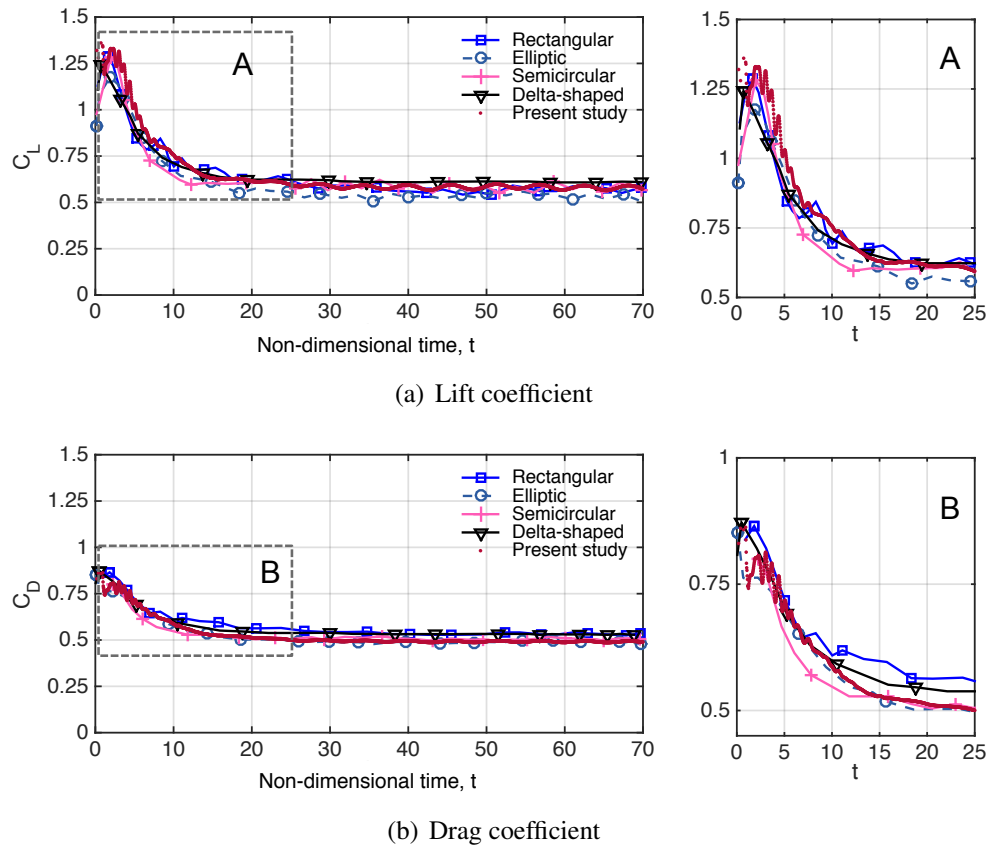 1.5
1.25
1
0.75
0.5
0.25
0
C_L
A
Rectangular
Elliptic
Semicircular
Delta-shaped
Present study
0 10 20 30 40 50 60 70
Non-dimensional time, t
1.5
1.25
1
0.75
0.5
A
0 5 10 15 20 25
t
(a) Lift coefficient
1.5
1.25
1
0.75
0.5
0.25
0
C_D
B
Rectangular
Elliptic
Semicircular
Delta-shaped
Present study
0 10 20 30 40 50 60 70
Non-dimensional time, t
1
0.75
0.5
B
0 5 10 15 20 25
t
(b) Drag coefficient